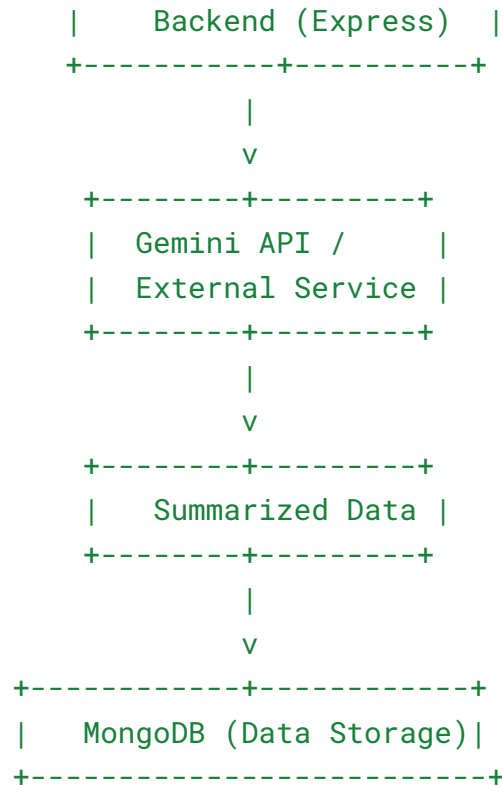 |    Backend (Express)  |
+-----------+----------+
|
v
+--------+---------+
|  Gemini API /     |
|  External Service |
+--------+---------+
|
v
+--------+---------+
|   Summarized Data |
+--------+---------+
|
v
+------------+------------+
|   MongoDB (Data Storage)|
+-------------------------+